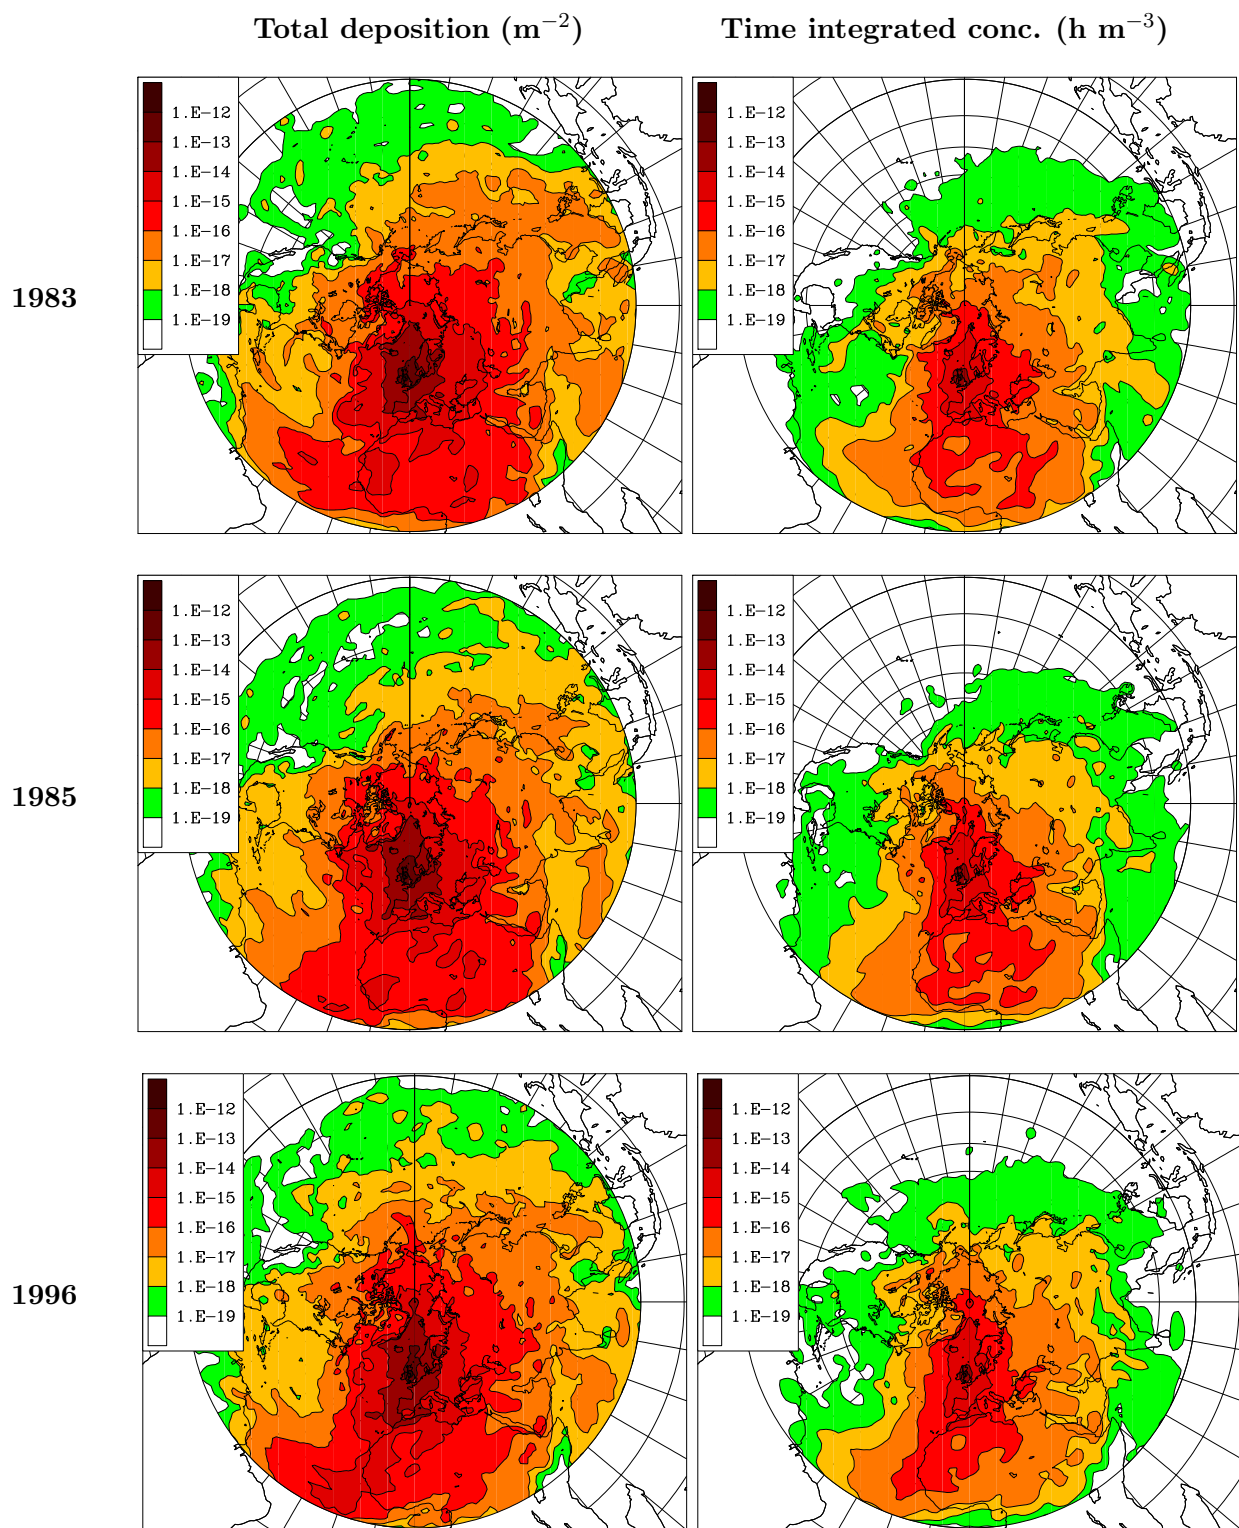 Total deposition (m⁻²) Time integrated conc. (h m⁻³)
1.E−12 1.E−12
1.E−13 1.E−13
1.E−14 1.E−14
1.E−15 1.E−15
1.E−16 1.E−16
1.E−17 1.E−17
1.E−18 1.E−18
1.E−19 1.E−19
1983
1.E−12 1.E−12
1.E−13 1.E−13
1.E−14 1.E−14
1.E−15 1.E−15
1.E−16 1.E−16
1.E−17 1.E−17
1.E−18 1.E−18
1.E−19 1.E−19
1985
1.E−12 1.E−12
1.E−13 1.E−13
1.E−14 1.E−14
1.E−15 1.E−15
1.E−16 1.E−16
1.E−17 1.E−17
1.E−18 1.E−18
1.E−19 1.E−19
1996